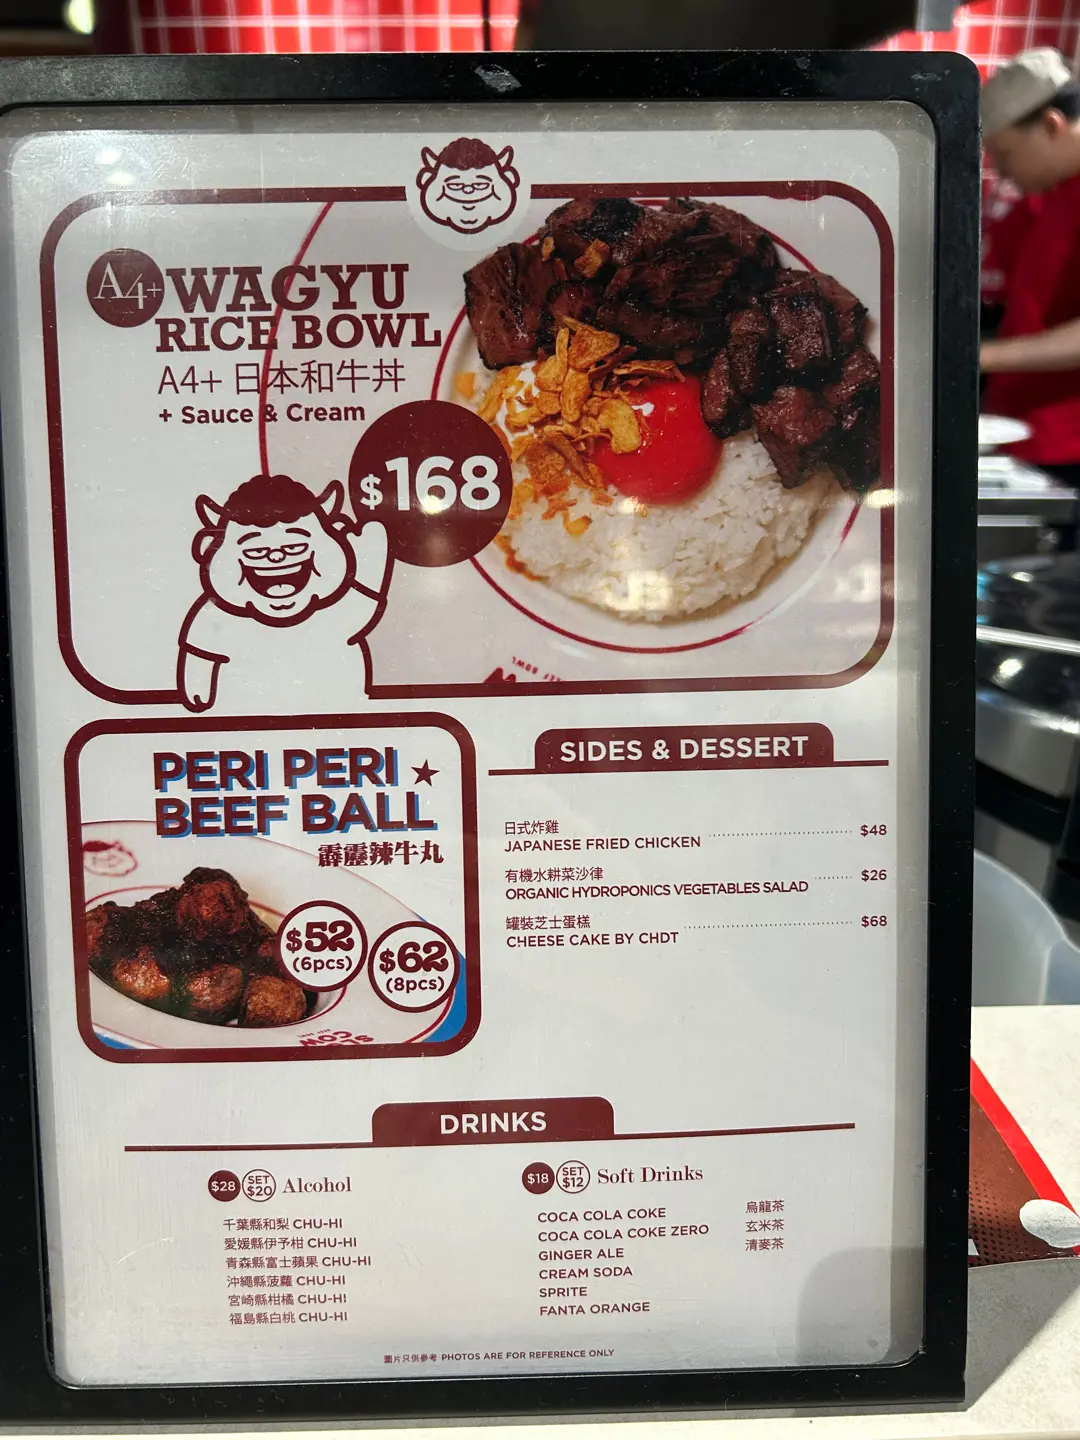 A4+ WAGYU
RICE BOWL
A4+ 日本和牛丼
+ Sauce & Cream
$168
PERI PERI
BEEF BALL
霹靂辣牛丸
$52
(6pcs)
$62
(8pcs)
SIDES & DESSERT
日式炸雞
JAPANESE FRIED CHICKEN $48
有機水耕菜沙律
ORGANIC HYDROPONICS VEGETABLES SALAD $26
罐裝芝士蛋糕
CHEESE CAKE BY CHDT $68
DRINKS
$28 SET $20 Alcohol
千葉縣和梨 CHU-HI
愛媛縣伊予柑 CHU-HI
青森縣富士蘋果 CHU-HI
沖繩縣菠蘿 CHU-HI
宮崎縣柑橘 CHU-HI
福島縣白桃 CHU-HI
$18 SET $12 Soft Drinks
COCA COLA COKE
COCA COLA COKE ZERO
GINGER ALE
CREAM SODA
SPRITE
FANTA ORANGE
烏龍茶
玄米茶
清麥茶
圖片只供參考 PHOTOS ARE FOR REFERENCE ONLY